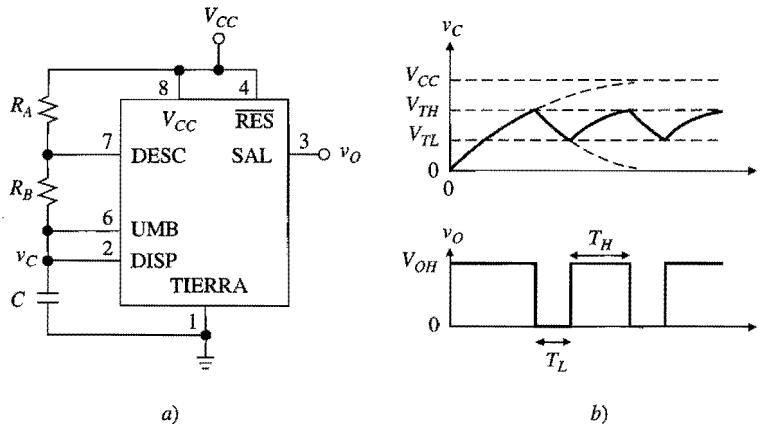 V_CC
R_A
8
4
V_CC
RES
7
DESC
SAL
3
v_O
R_B
6
UMB
v_C
2
DISP
C
TIERRA
1
a)
v_C
V_CC
V_TH
V_TL
0
0
v_O
V_OH
T_H
0
T_L
b)